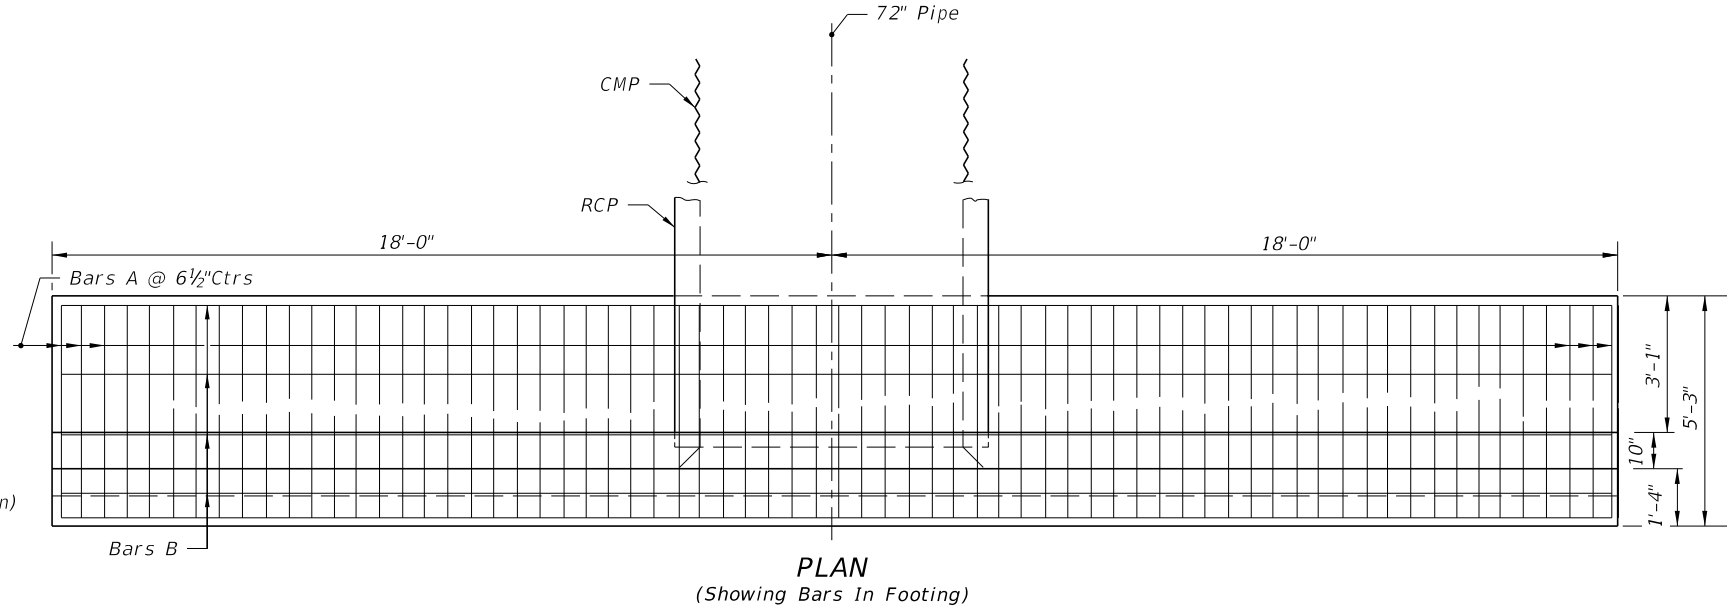 72" Pipe
CMP
RCP
18'-0"
18'-0"
Bars A @ 6½"Ctrs
3'-1"
5'-3"
10"
1'-4"
n)
Bars B
PLAN
(Showing Bars In Footing)